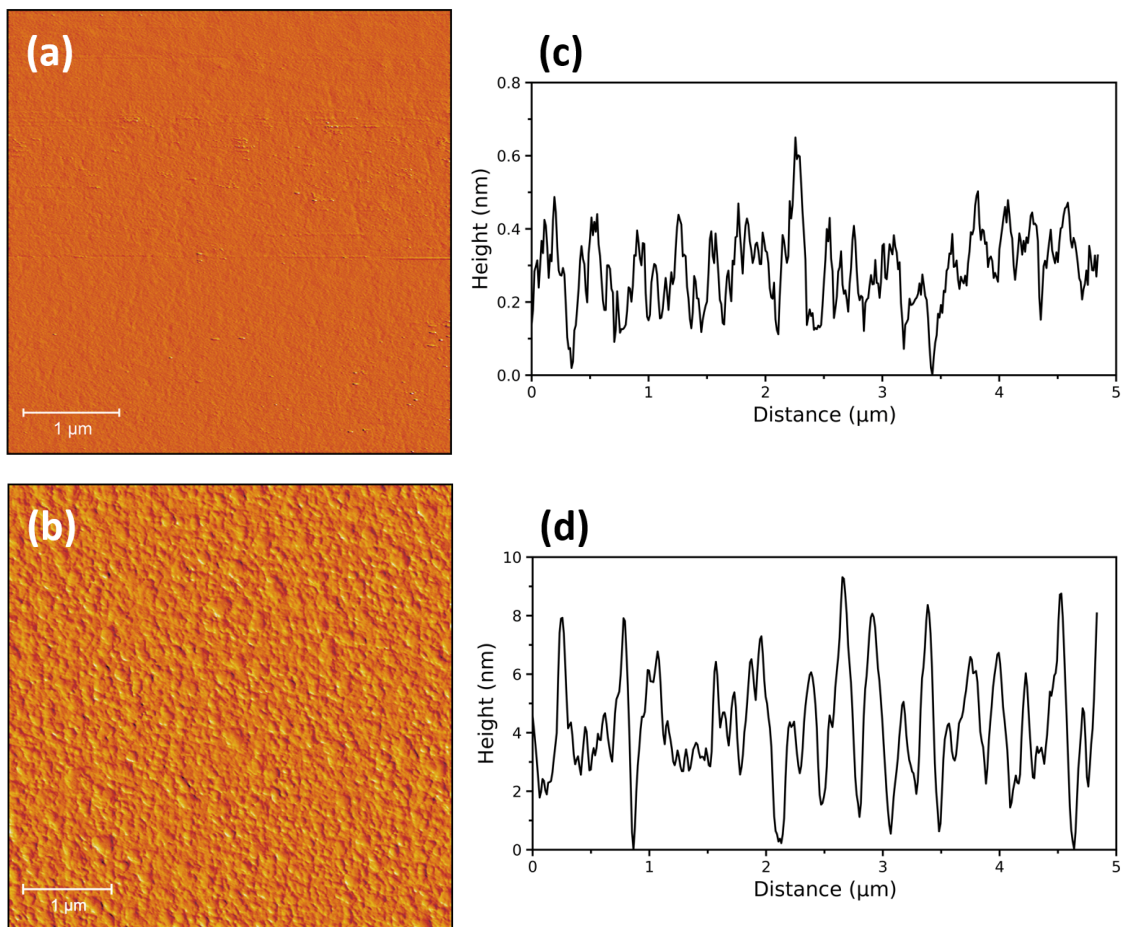 (a)
1 µm
(c)
0.8
0.6
0.4
0.2
0.0
Height (nm)
0 1 2 3 4 5
Distance (µm)
(b)
1 µm
(d)
10
8
6
4
2
0
Height (nm)
0 1 2 3 4 5
Distance (µm)